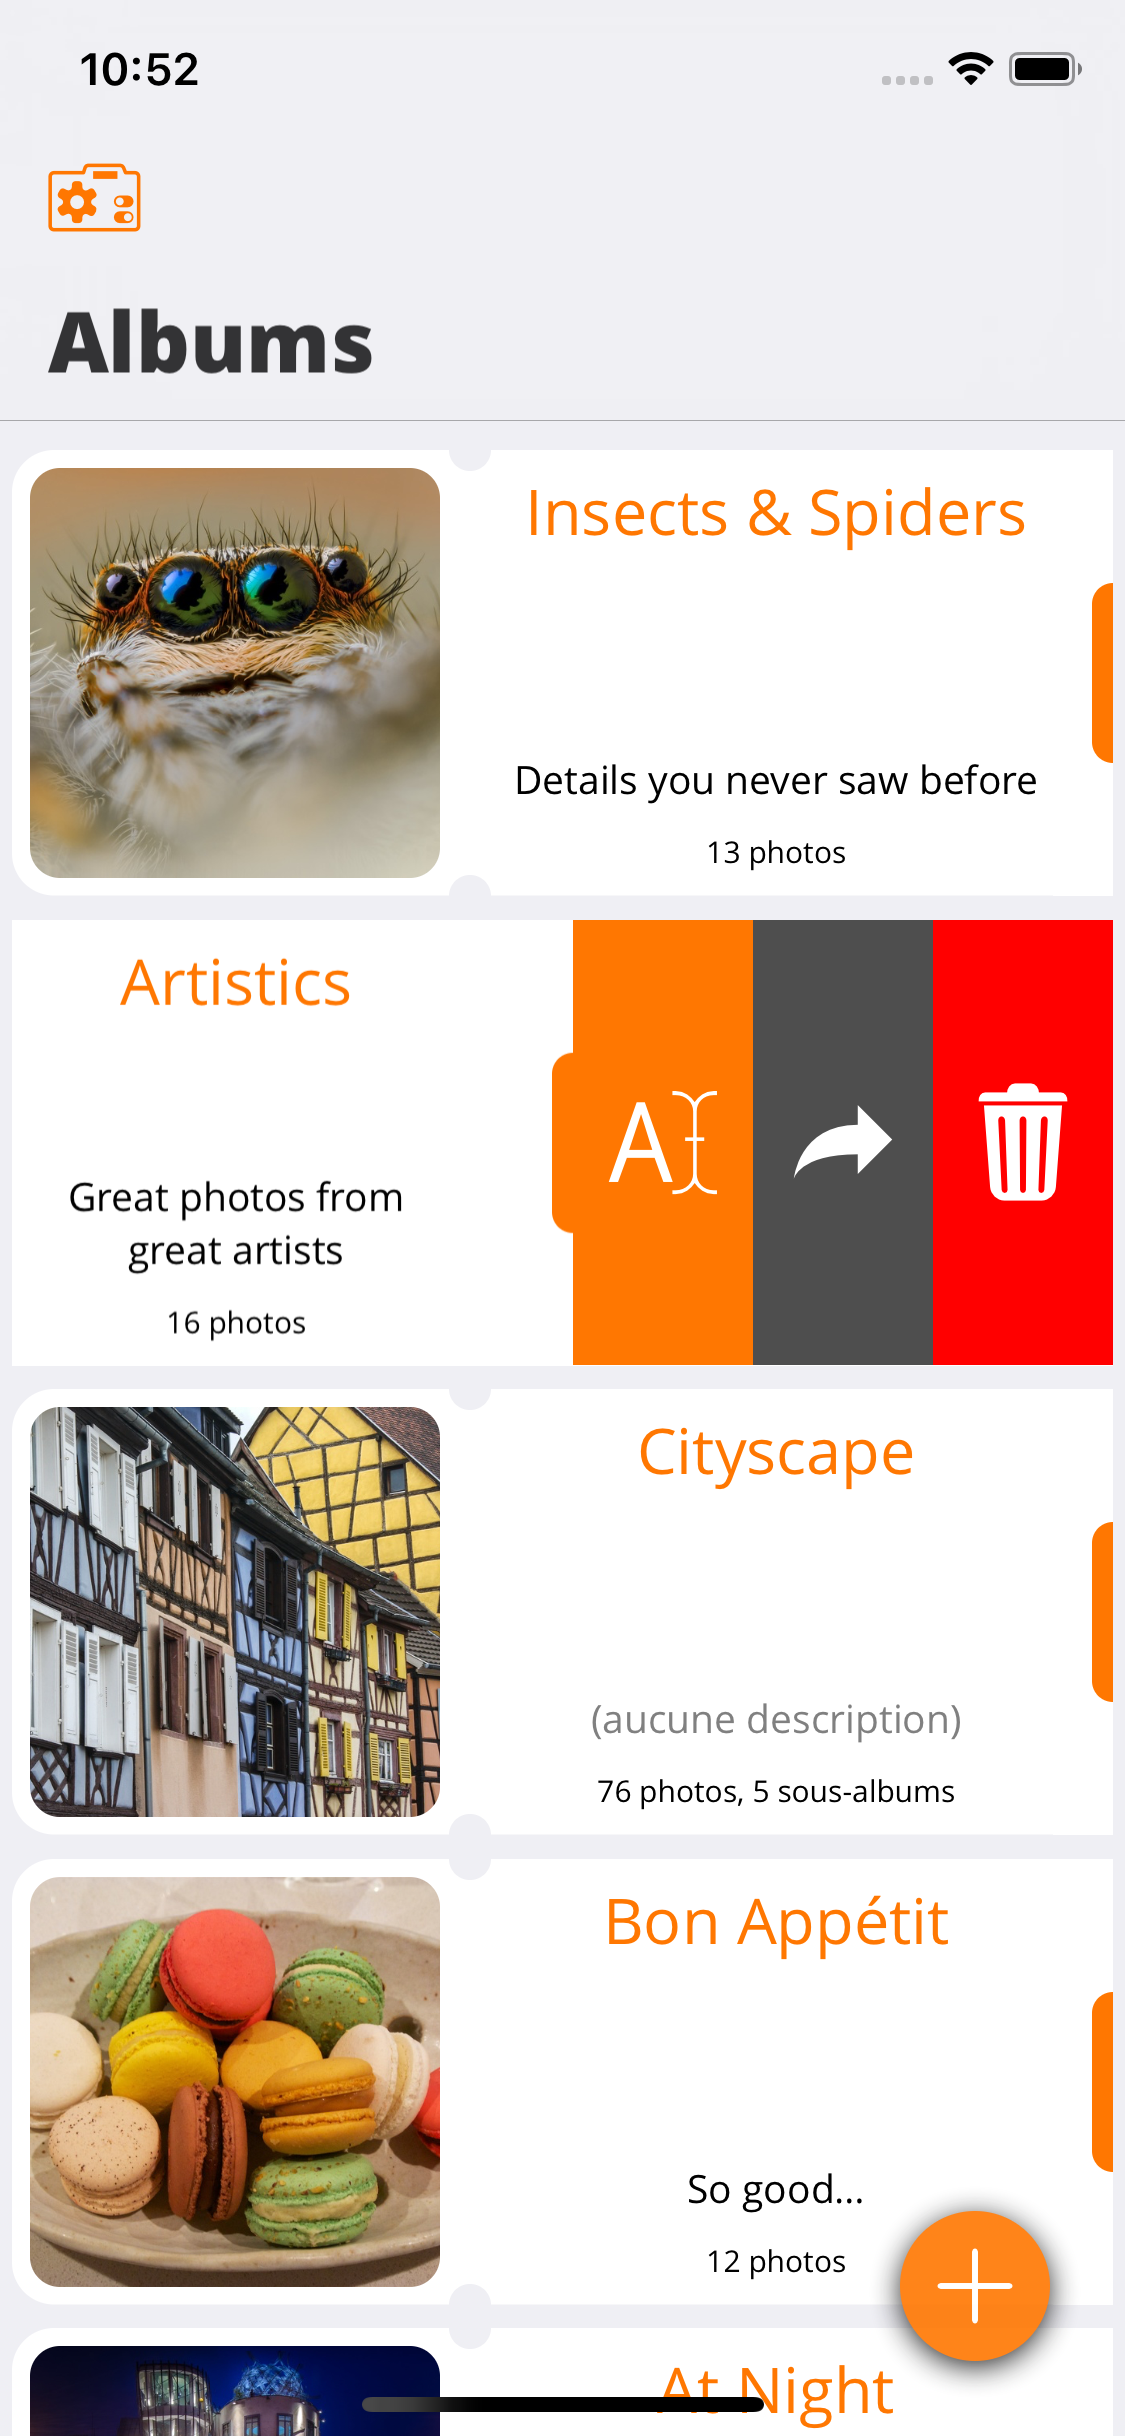 10:52
Albums
Insects & Spiders
Details you never saw before
13 photos
Artistics
Great photos from
great artists
16 photos
A
Cityscape
(aucune description)
76 photos, 5 sous-albums
Bon Appétit
So good...
12 photos
At Night